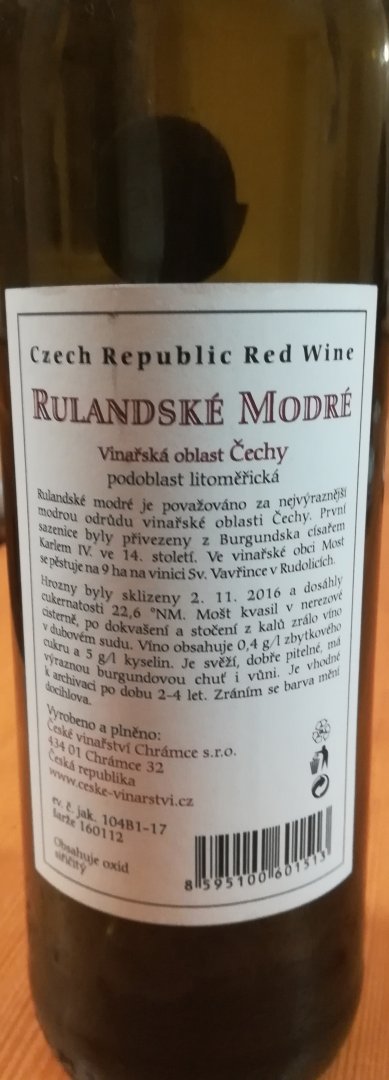 Czech Republic Red Wine
RULANDSKÉ MODRÉ
Vinařská oblast Čechy
podoblast litoměřická
Rulandské modré je považováno za nejvýraznější
modrou odrůdu vinařské oblasti Čechy. První
sazenice byly přivezeny z Burgundska císařem
Karlem IV. ve 14. století. Ve vinařské obci Most
se pěstuje na 9 ha na vinici Sv. Vavřince v Rudolicích.
Hrozny byly sklizeny 2. 11. 2016 a dosáhly
cukernatosti 22,6 °NM. Mošt kvasil v nerezové
cisterně, po dokvašení a stočení z kalů zrálo víno
v dubovém sudu. Víno obsahuje 0,4 g/l zbytkového
cukru a 5 g/l kyselin. Je svěží, dobře pitelné, má
výraznou burgundovou chuť i vůni. Je vhodné
k archivaci po dobu 2-4 let. Zráním se barva mění
docihlova.
Vyrobeno a plněno:
České vinařství Chrámce s.r.o.
434 01 Chrámce 32
Česká republika
www.ceske-vinarstvi.cz
ev. č. jak. 104B1-17
šarže 160112
Obsahuje oxid
siřičitý
8 595100 601513